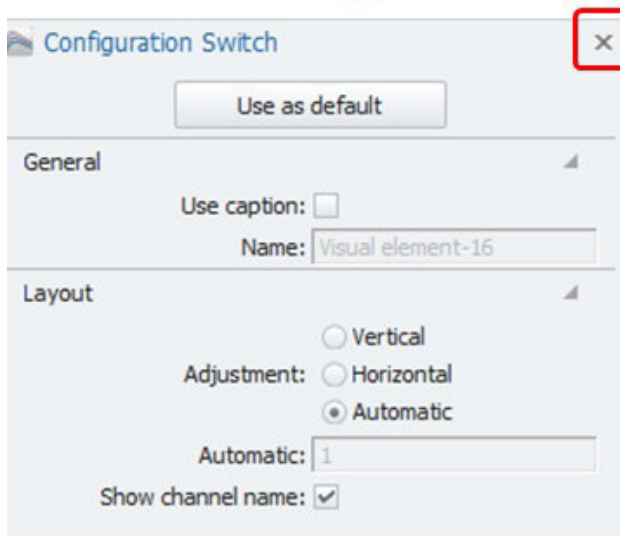 Configuration Switch
Use as default
General
Use caption:
Name: Visual element-16
Layout
Vertical
Adjustment: Horizontal
Automatic
Automatic: 1
Show channel name: